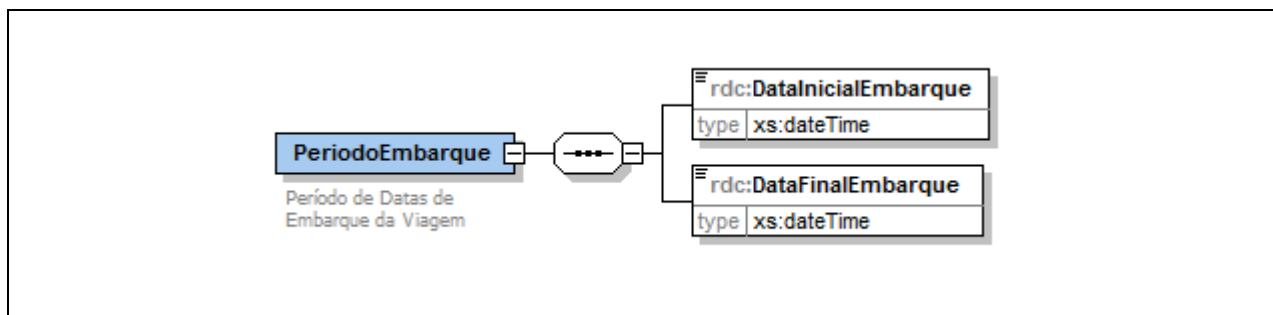 rdc:DataInicialEmbarque
type xs:dateTime
PeriodoEmbarque
Período de Datas de
Embarque da Viagem
rdc:DataFinalEmbarque
type xs:dateTime